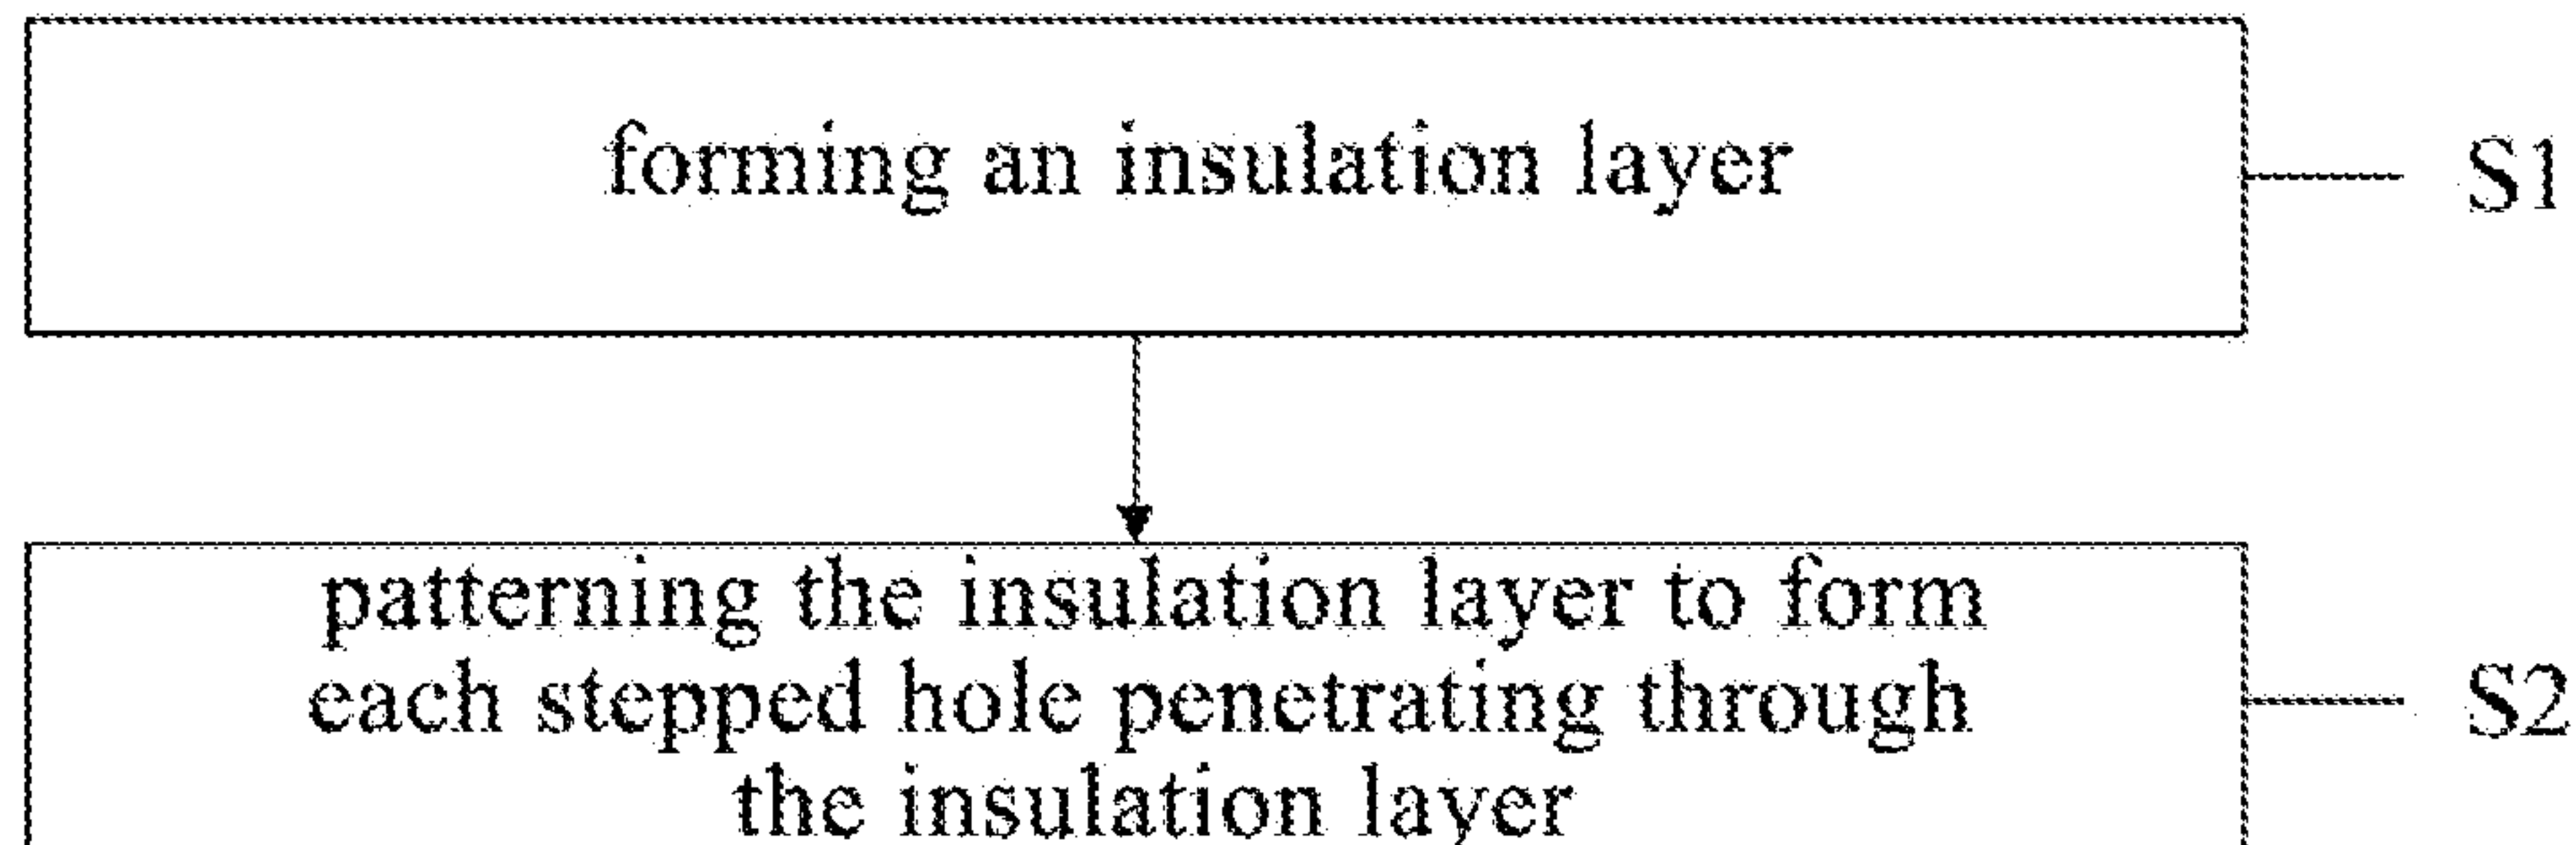 forming an insulation layer
S1
patterning the insulation layer to form
each stepped hole penetrating through
S2
the insulation layer